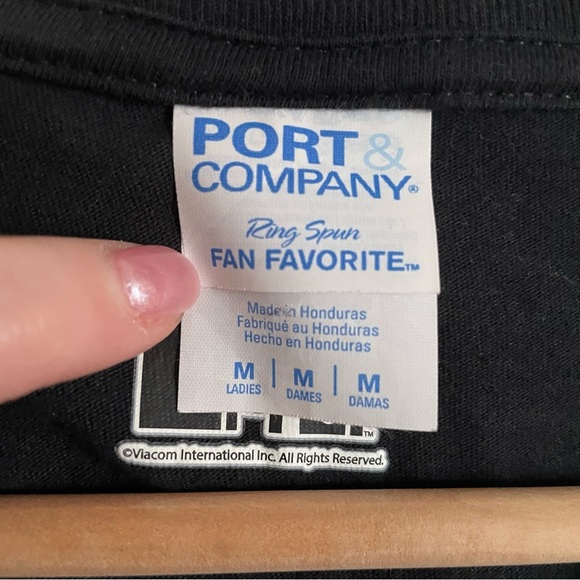 PORT &
COMPANY®
Ring Spun
FAN FAVORITE™
Made in Honduras
Fabriqué au Honduras
Hecho en Honduras
M | M | M
LADIES DAMES DAMAS
TM
©Viacom International Inc. All Rights Reserved.